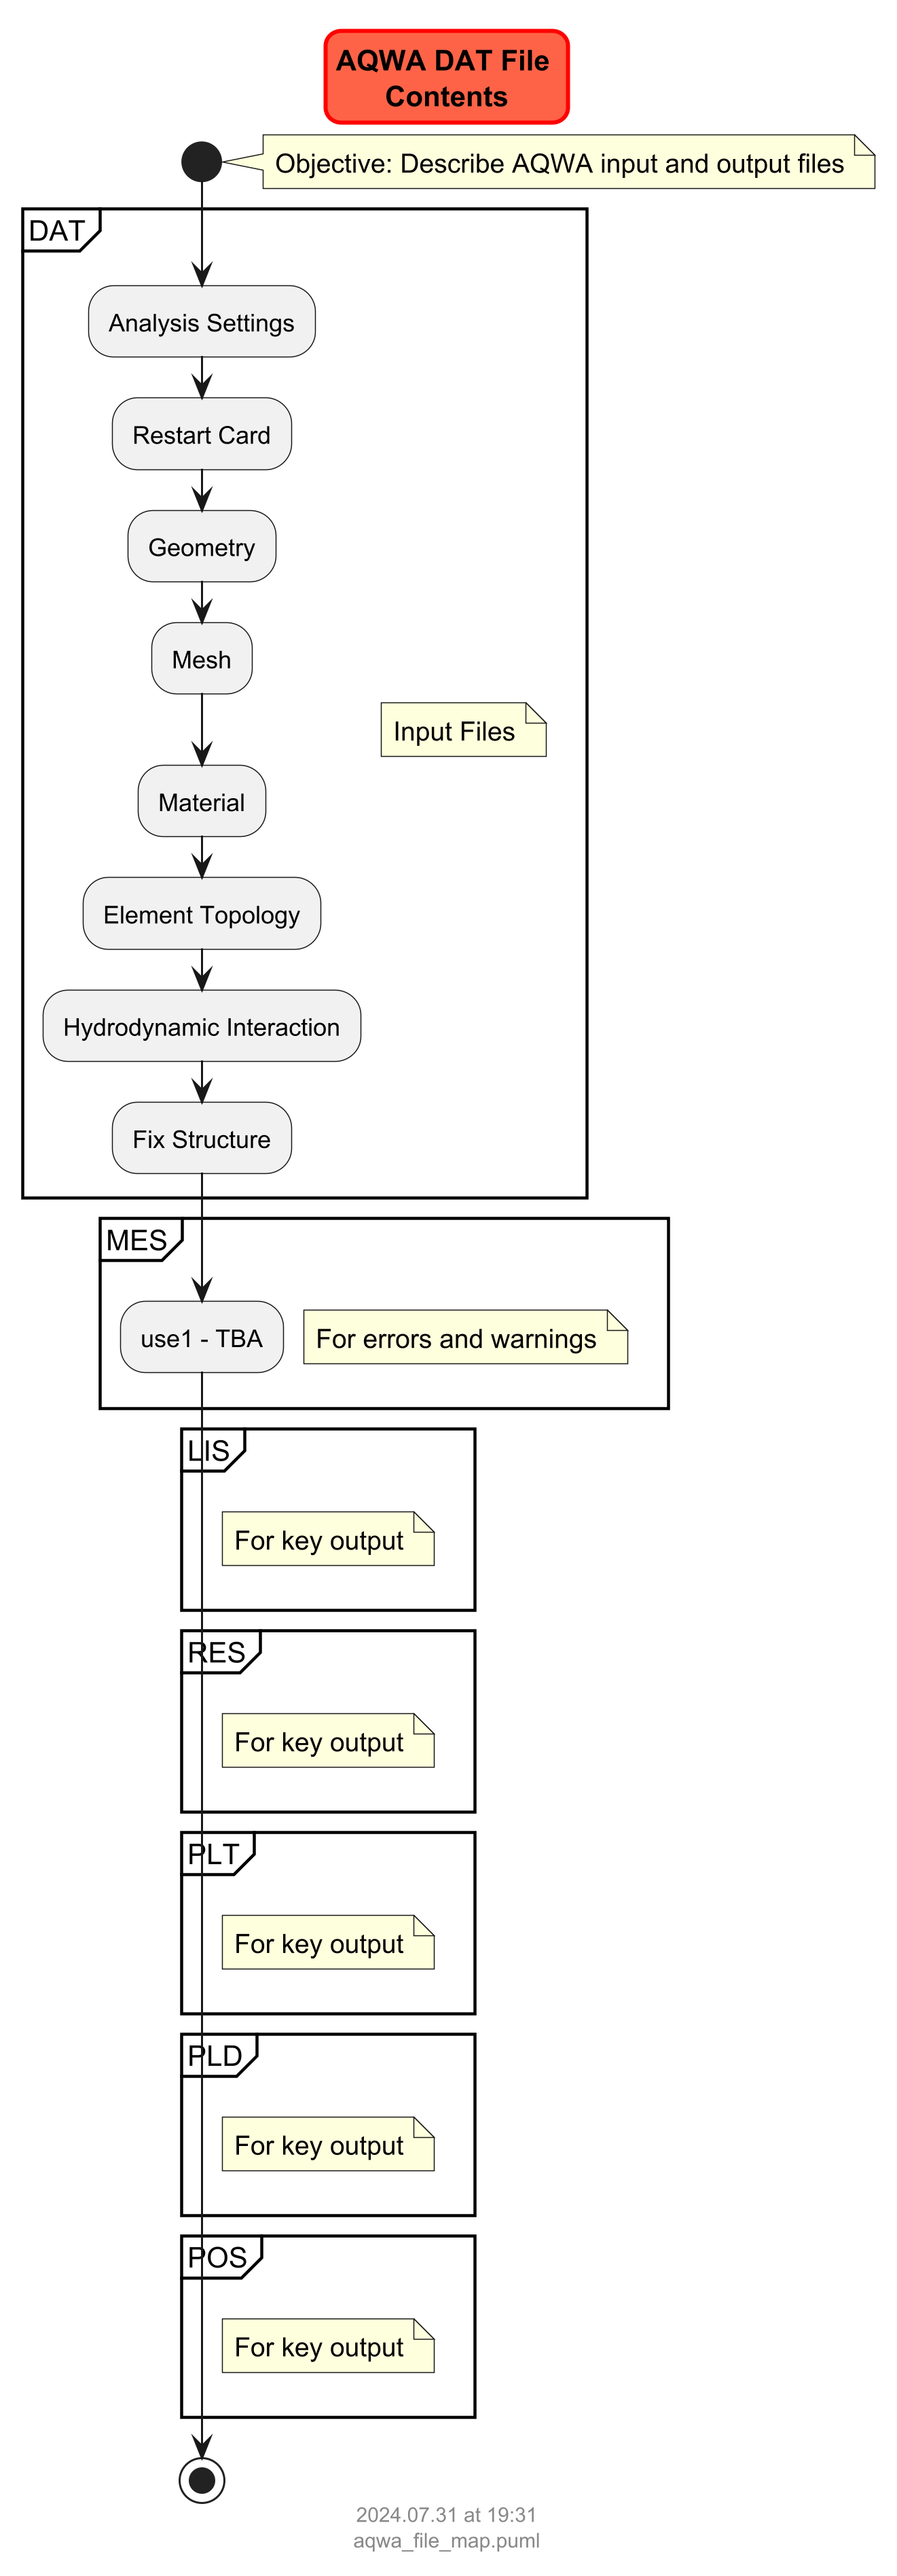 AQWA DAT File
Contents
Objective: Describe AQWA input and output files
DAT
Analysis Settings
Restart Card
Geometry
Mesh
Input Files
Material
Element Topology
Hydrodynamic Interaction
Fix Structure
MES
use1 - TBA
For errors and warnings
LIS
For key output
RES
For key output
PLT
For key output
PLD
For key output
POS
For key output
2024.07.31 at 19:31
aqwa_file_map.puml